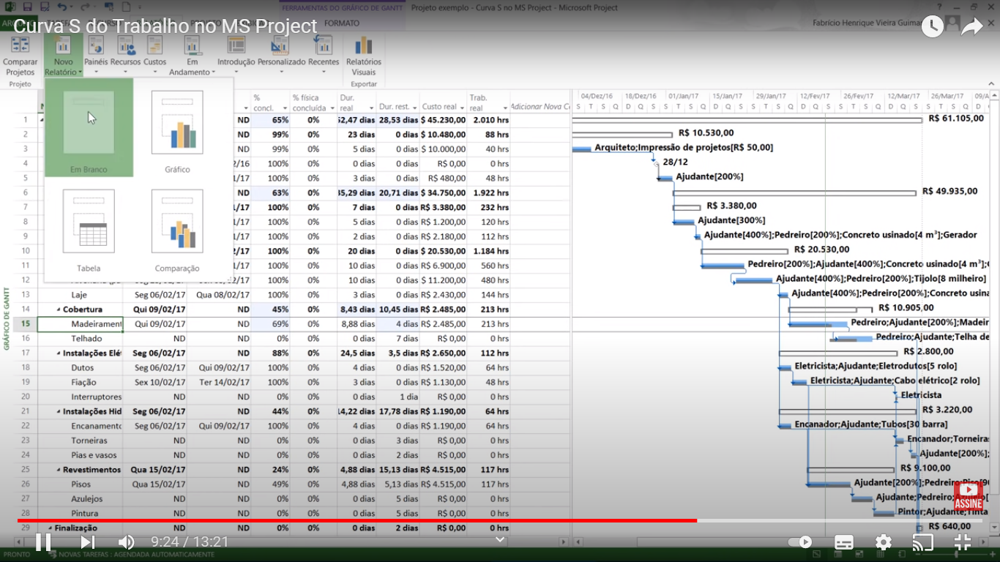 FERRAMENTAS DO GRÁFICO DE GANTT
Projeto exemplo - Curva S do MS Project - Microsoft Project
Curva S do Trabalho no MS Project
FORMATO
Fabrício Henrique Vieira Guimar
Comparar Projetos
Novo Relatório
Painéis
Recursos
Custos
Em Andamento
Introdução
Personalizado
Recentes
Relatórios Visuais
Projeto
Exportar
Em Branco
Gráfico
Tabela
Comparação
% concl.
% física concluída
Dur. real
Dur. rest.
Custo real
Trab. real
Adicionar Nova C
04/Dez/16 18/Dez/16 01/Jan/17 15/Jan/17 29/Jan/17 12/Fev/17 26/Fev/17 12/Mar/17 26/Mar/17 09/A
S T Q S D S T Q S D S T Q S D S T Q S D S T Q S D
1 ND 65% 0% 52,47 dias 28,53 dias $ 45.230,00 2.010 hrs
2 ND 99% 0% 23 dias 0 dias $ 10.480,00 88 hrs
3 ND 99% 0% 5 dias 0 dias $ 10.000,00 40 hrs
4 2/16 100% 0% 0 dias 0 dias R$ 0,00 0 hrs
5 1/17 100% 0% 3 dias 0 dias R$ 480,00 48 hrs
6 ND 63% 0% 35,29 dias 20,71 dias $ 34.750,00 1.922 hrs
7 1/17 100% 0% 7 dias 0 dias R$ 3.380,00 232 hrs
8 1/17 100% 0% 5 dias 0 dias R$ 1.200,00 120 hrs
9 1/17 100% 0% 2 dias 0 dias R$ 2.180,00 112 hrs
10 2/17 100% 0% 20 dias 0 dias $ 20.530,00 1.184 hrs
11 1/17 100% 0% 10 dias 0 dias R$ 6.900,00 560 hrs
12 100% 0% 10 dias 0 dias $ 11.200,00 480 hrs
13 Laje Seg 06/02/17 Qua 08/02/17 100% 0% 3 dias 0 dias R$ 2.430,00 144 hrs
14 Cobertura Qui 09/02/17 ND 45% 0% 8,43 dias 10,45 dias R$ 2.485,00 213 hrs
15 Madeirament Qui 09/02/17 ND 69% 0% 8,88 dias 4 dias R$ 2.485,00 213 hrs
16 Telhado ND ND 0% 0% 0 dias 7 dias R$ 0,00 0 hrs
17 Instalações Elé Seg 06/02/17 ND 88% 0% 24,5 dias 3,5 dias R$ 2.650,00 112 hrs
18 Dutos Seg 06/02/17 Qui 09/02/17 100% 0% 4 dias 0 dias R$ 1.520,00 64 hrs
19 Fiação Sex 10/02/17 Ter 14/02/17 100% 0% 3 dias 0 dias R$ 1.130,00 48 hrs
20 Interruptores ND ND 0% 0% 0 dias 1 dia R$ 0,00 0 hrs
21 Instalações Hid Seg 06/02/17 ND 44% 0% 14,22 dias 17,78 dias R$ 1.190,00 64 hrs
22 Encanamento Seg 06/02/17 Qui 09/02/17 100% 0% 4 dias 0 dias R$ 1.190,00 64 hrs
23 Torneiras ND ND 0% 0% 0 dias 3 dias R$ 0,00 0 hrs
24 Pias e vasos ND ND 0% 0% 0 dias 2 dias R$ 0,00 0 hrs
25 Revestimentos Qua 15/02/17 ND 24% 0% 4,88 dias 15,13 dias R$ 4.515,00 117 hrs
26 Pisos Qua 15/02/17 ND 49% 0% 4,88 dias 5,13 dias R$ 4.515,00 117 hrs
27 Azulejos ND ND 0% 0% 0 dias 5 dias R$ 0,00 0 hrs
28 Pintura ND ND 0% 0% 0 dias 5 dias R$ 0,00 0 hrs
29 Finalização ND ND 0% 0% 0 dias 2 dias R$ 0,00 0 hrs
R$ 61.105,00
R$ 10.530,00
Arquiteto;Impressão de projetos[R$ 50,00]
28/12
Ajudante[200%]
R$ 49.935,00
R$ 3.380,00
Ajudante[300%]
Ajudante[400%];Pedreiro[200%];Concreto usinado[4 m³];Gerador
R$ 20.530,00
Pedreiro[200%];Ajudante[400%];Concreto usinado[4 m³];
Ajudante[400%];Pedreiro[200%];Tijolo[8 milheiro]
Ajudante[400%];Pedreiro[200%];Concreto usina
R$ 10.905,00
Pedreiro;Ajudante[200%];Madeir
Pedreiro;Ajudante;Telha de
R$ 2.800,00
Eletricista;Ajudante;Eletrodutos[5 rolo]
Eletricista;Ajudante;Cabo elétrico[2 rolo]
Eletricista
R$ 3.220,00
Encanador;Ajudante;Tubos[30 barra]
Encanador;Torneiras
Ajudante[200%];
R$ 9.100,00
Ajudante[200%];Pedreiro;Piso[90
Ajudante;Pedreiro;Azulejo[
Pintor;Ajudante;Tinta
R$ 640,00
GRÁFICO DE GANTT
ASSINE
9:24 / 13:21
PRONTO
NOVAS TAREFAS : AGENDADA AUTOMATICAMENTE